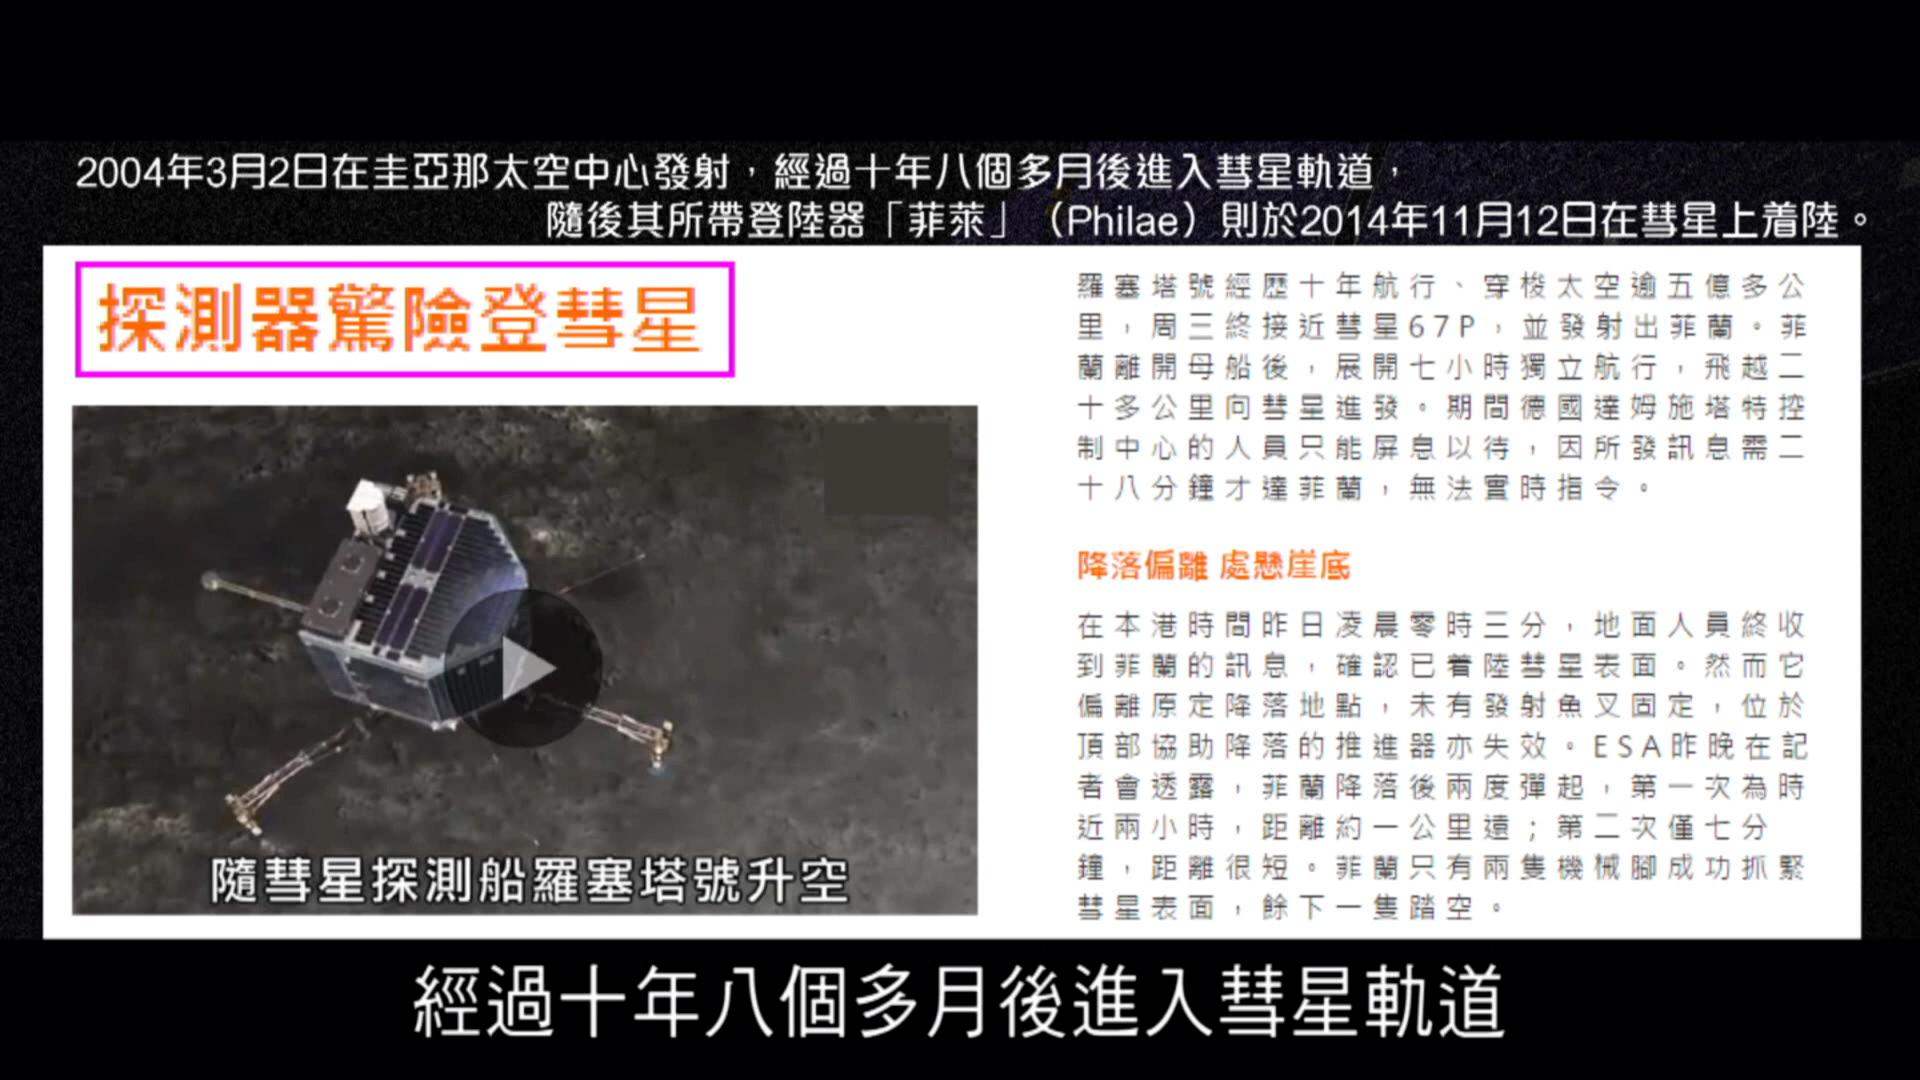 2004年3月2日在圭亞那太空中心發射，經過十年八個多月後進入彗星軌道，
隨後其所帶登陸器「菲萊」（Philae）則於2014年11月12日在彗星上着陸。
探測器驚險登彗星
隨彗星探測船羅塞塔號升空
羅塞塔號經歷十年航行、穿梭太空逾五億多公
里，周三終接近彗星67P，並發射出菲蘭。菲
蘭離開母船後，展開七小時獨立航行，飛越二
十多公里向彗星進發。期間德國達姆施塔特控
制中心的人員只能屏息以待，因所發訊息需二
十八分鐘才達菲蘭，無法實時指令。
降落偏離 處懸崖底
在本港時間昨日凌晨零時三分，地面人員終收
到菲蘭的訊息，確認已着陸彗星表面。然而它
偏離原定降落地點，未有發射魚叉固定，位於
頂部協助降落的推進器亦失效。ESA昨晚在記
者會透露，菲蘭降落後兩度彈起，第一次為時
近兩小時，距離約一公里遠；第二次僅七分
鐘，距離很短。菲蘭只有兩隻機械腳成功抓緊
彗星表面，餘下一隻踏空。
經過十年八個多月後進入彗星軌道